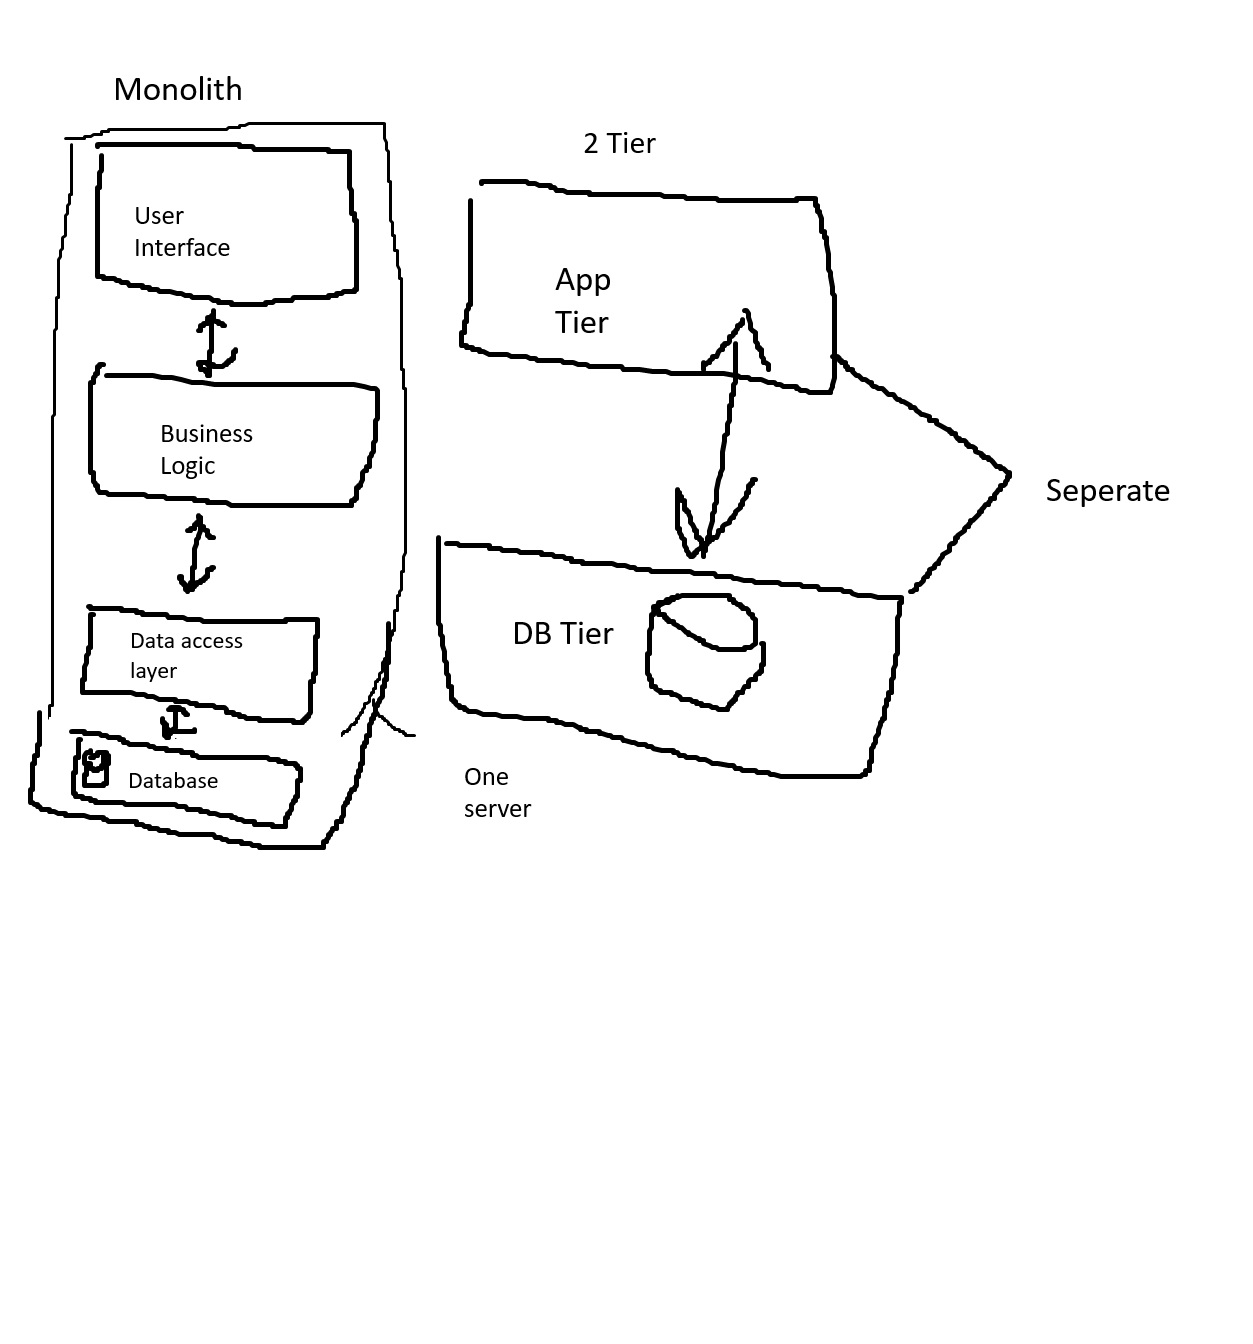 Monolith
User
Interface
Business
Logic
Data access
layer
Database
2 Tier
App
Tier
DB Tier
Seperate
One
server